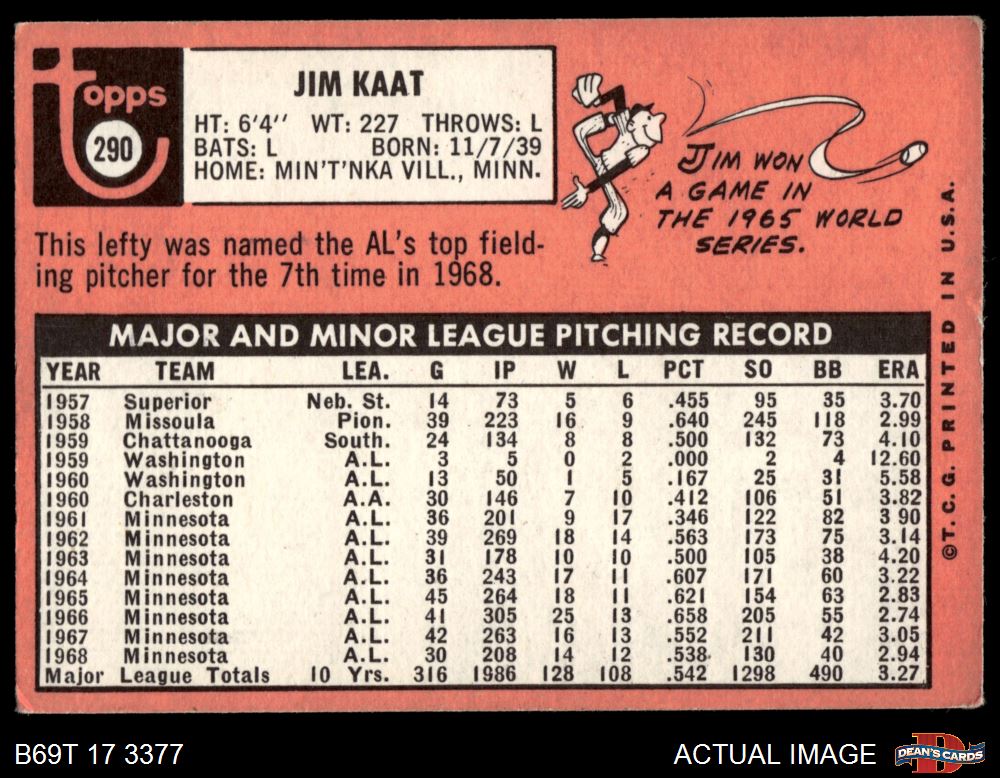 topps
290
JIM KAAT
HT: 6'4" WT: 227 THROWS: L
BATS: L BORN: 11/7/39
HOME: MIN'T'NKA VILL., MINN.
JIM WON
A GAME IN
THE 1965 WORLD
SERIES.
This lefty was named the AL's top field-
ing pitcher for the 7th time in 1968.
MAJOR AND MINOR LEAGUE PITCHING RECORD
YEAR TEAM LEA. G IP W L PCT SO BB ERA
1957 Superior Neb. St. 14 73 5 6 .455 95 35 3.70
1958 Missoula Pion. 39 223 16 9 .640 245 118 2.99
1959 Chattanooga South. 24 134 8 8 .500 132 73 4.10
1959 Washington A.L. 3 5 0 2 .000 2 4 12.60
1960 Washington A.L. 13 50 1 5 .167 25 31 5.58
1960 Charleston A.A. 30 146 7 10 .412 106 51 3.82
1961 Minnesota A.L. 36 201 9 17 .346 122 82 3 90
1962 Minnesota A.L. 39 269 18 14 .563 173 75 3.14
1963 Minnesota A.L. 31 178 10 10 .500 105 38 4.20
1964 Minnesota A.L. 36 243 17 11 .607 171 60 3.22
1965 Minnesota A.L. 45 264 18 11 .621 154 63 2.83
1966 Minnesota A.L. 41 305 25 13 .658 205 55 2.74
1967 Minnesota A.L. 42 263 16 13 .552 211 42 3.05
1968 Minnesota A.L. 30 208 14 12 .538 130 40 2.94
Major League Totals 10 Yrs. 316 1986 128 108 .542 1298 490 3.27
©T. C. G. PRINTED IN U.S.A.
B69T 17 3377
ACTUAL IMAGE
DEAN'S CARDS